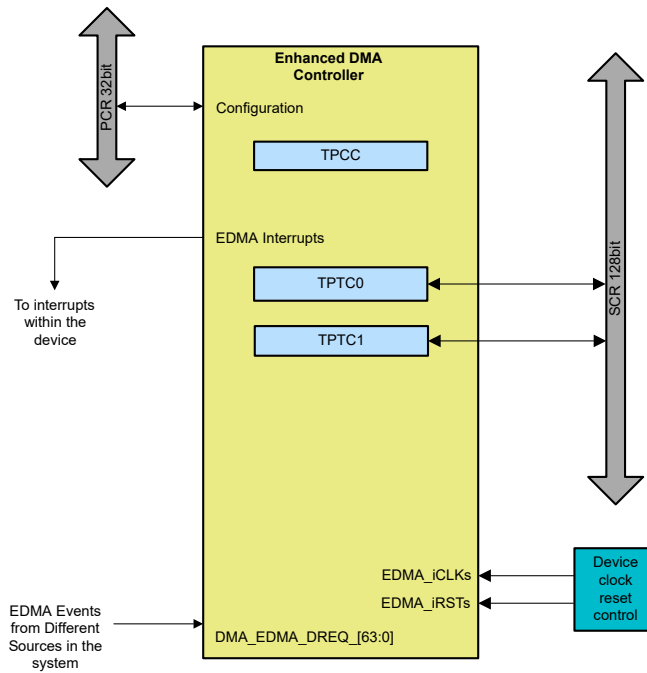 Enhanced DMA
Controller
PCR 32bit
Configuration
TPCC
EDMA Interrupts
To interrupts
within the
device
TPTC0
TPTC1
SCR 128bit
EDMA_iCLKs
EDMA_iRSTs
Device
clock
reset
control
EDMA Events
from Different
Sources in the
system
DMA_EDMA_DREQ_[63:0]